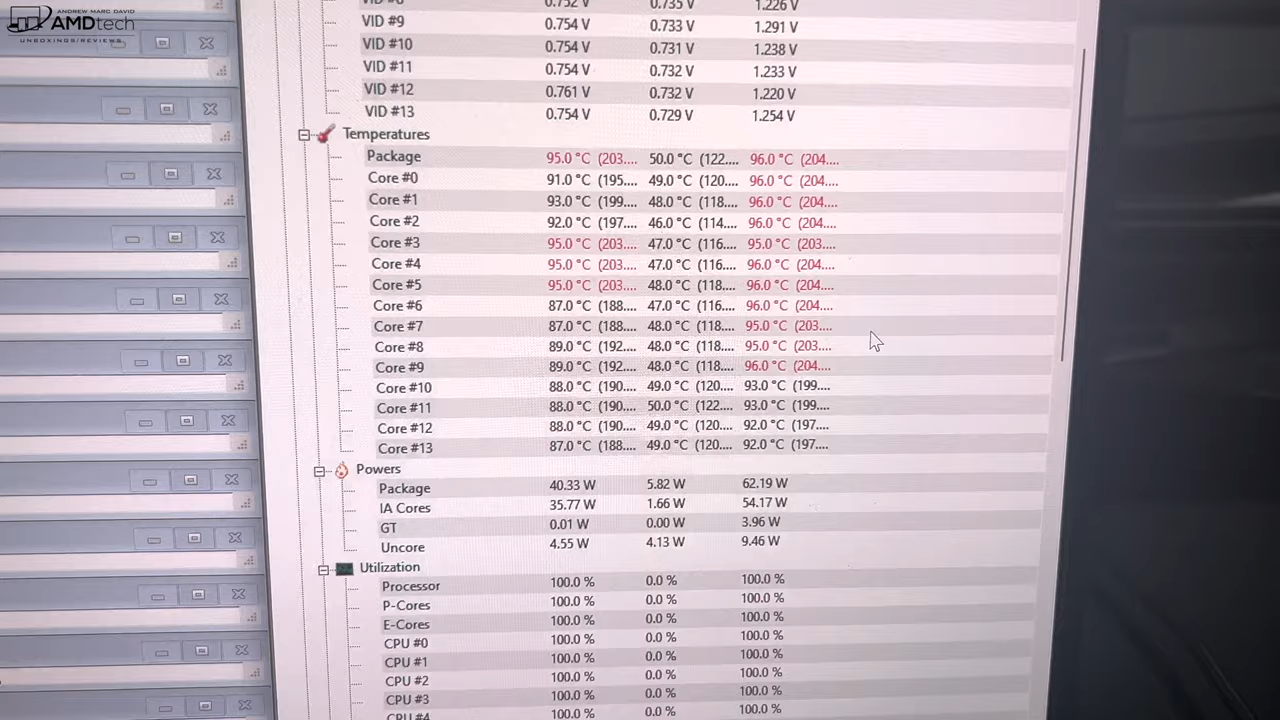 ANDREW MARC DAVID
AMDtech
UNBOXINGS/REVIEWS
VID #8 0.752 V 0.735 V 1.226 V
VID #9 0.754 V 0.733 V 1.291 V
VID #10 0.754 V 0.731 V 1.238 V
VID #11 0.754 V 0.732 V 1.233 V
VID #12 0.761 V 0.732 V 1.220 V
VID #13 0.754 V 0.729 V 1.254 V
Temperatures
Package 95.0 °C (203.... 50.0 °C (122.... 96.0 °C (204....
Core #0 91.0 °C (195.... 49.0 °C (120.... 96.0 °C (204....
Core #1 93.0 °C (199.... 48.0 °C (118.... 96.0 °C (204....
Core #2 92.0 °C (197.... 46.0 °C (114.... 96.0 °C (204....
Core #3 95.0 °C (203.... 47.0 °C (116.... 95.0 °C (203....
Core #4 95.0 °C (203.... 47.0 °C (116.... 96.0 °C (204....
Core #5 95.0 °C (203.... 48.0 °C (118.... 96.0 °C (204....
Core #6 87.0 °C (188.... 47.0 °C (116.... 96.0 °C (204....
Core #7 87.0 °C (188.... 48.0 °C (118.... 95.0 °C (203....
Core #8 89.0 °C (192.... 48.0 °C (118.... 95.0 °C (203....
Core #9 89.0 °C (192.... 48.0 °C (118.... 96.0 °C (204....
Core #10 88.0 °C (190.... 49.0 °C (120.... 93.0 °C (199....
Core #11 88.0 °C (190.... 50.0 °C (122.... 93.0 °C (199....
Core #12 88.0 °C (190.... 49.0 °C (120.... 92.0 °C (197....
Core #13 87.0 °C (188.... 49.0 °C (120.... 92.0 °C (197....
Powers
Package 40.33 W 5.82 W 62.19 W
IA Cores 35.77 W 1.66 W 54.17 W
GT 0.01 W 0.00 W 3.96 W
Uncore 4.55 W 4.13 W 9.46 W
Utilization
Processor 100.0 % 0.0 % 100.0 %
P-Cores 100.0 % 0.0 % 100.0 %
E-Cores 100.0 % 0.0 % 100.0 %
CPU #0 100.0 % 0.0 % 100.0 %
CPU #1 100.0 % 0.0 % 100.0 %
CPU #2 100.0 % 0.0 % 100.0 %
CPU #3 100.0 % 0.0 % 100.0 %
CPU #4 100.0 % 0.0 % 100.0 %